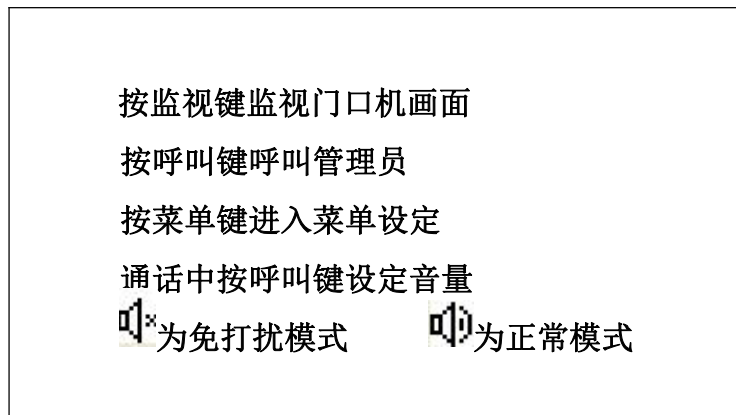 按监视键监视门口机画面
按呼叫键呼叫管理员
按菜单键进入菜单设定
通话中按呼叫键设定音量
为免打扰模式 为正常模式